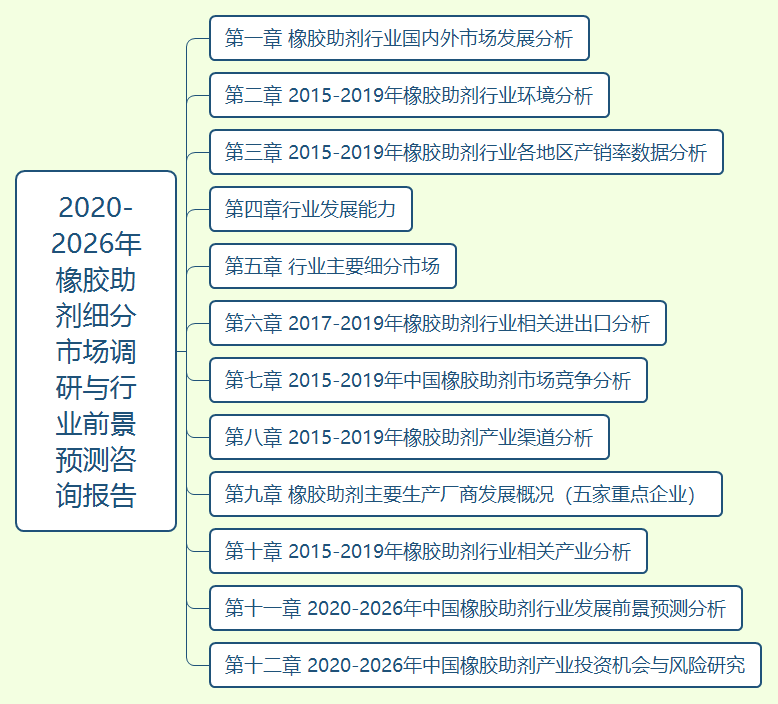 2020-
2026年
橡胶助
剂细分
市场调
研与行
业前景
预测咨
询报告
第一章 橡胶助剂行业国内外市场发展分析
第二章 2015-2019年橡胶助剂行业环境分析
第三章 2015-2019年橡胶助剂行业各地区产销率数据分析
第四章行业发展能力
第五章 行业主要细分市场
第六章 2017-2019年橡胶助剂行业相关进出口分析
第七章 2015-2019年中国橡胶助剂市场竞争分析
第八章 2015-2019年橡胶助剂产业渠道分析
第九章 橡胶助剂主要生产厂商发展概况（五家重点企业）
第十章 2015-2019年橡胶助剂行业相关产业分析
第十一章 2020-2026年中国橡胶助剂行业发展前景预测分析
第十二章 2020-2026年中国橡胶助剂产业投资机会与风险研究